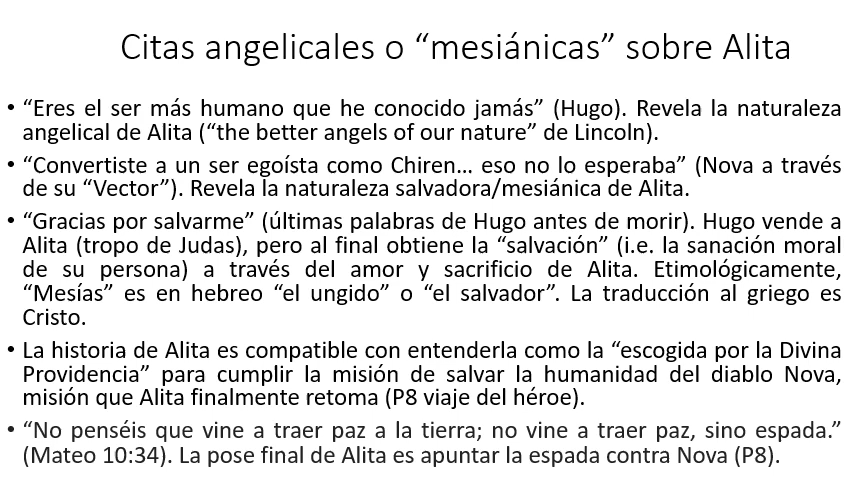 Citas angelicales o “mesiánicas” sobre Alita
• “Eres el ser más humano que he conocido jamás” (Hugo). Revela la naturaleza
angelical de Alita (“the better angels of our nature” de Lincoln).
• “Convertiste a un ser egoísta como Chiren… eso no lo esperaba” (Nova a través
de su “Vector”). Revela la naturaleza salvadora/mesiánica de Alita.
• “Gracias por salvarme” (últimas palabras de Hugo antes de morir). Hugo vende a
Alita (tropo de Judas), pero al final obtiene la “salvación” (i.e. la sanación moral
de su persona) a través del amor y sacrificio de Alita. Etimológicamente,
“Mesías” es en hebreo “el ungido” o “el salvador”. La traducción al griego es
Cristo.
• La historia de Alita es compatible con entenderla como la “escogida por la Divina
Providencia” para cumplir la misión de salvar la humanidad del diablo Nova,
misión que Alita finalmente retoma (P8 viaje del héroe).
• “No penséis que vine a traer paz a la tierra; no vine a traer paz, sino espada.”
(Mateo 10:34). La pose final de Alita es apuntar la espada contra Nova (P8).